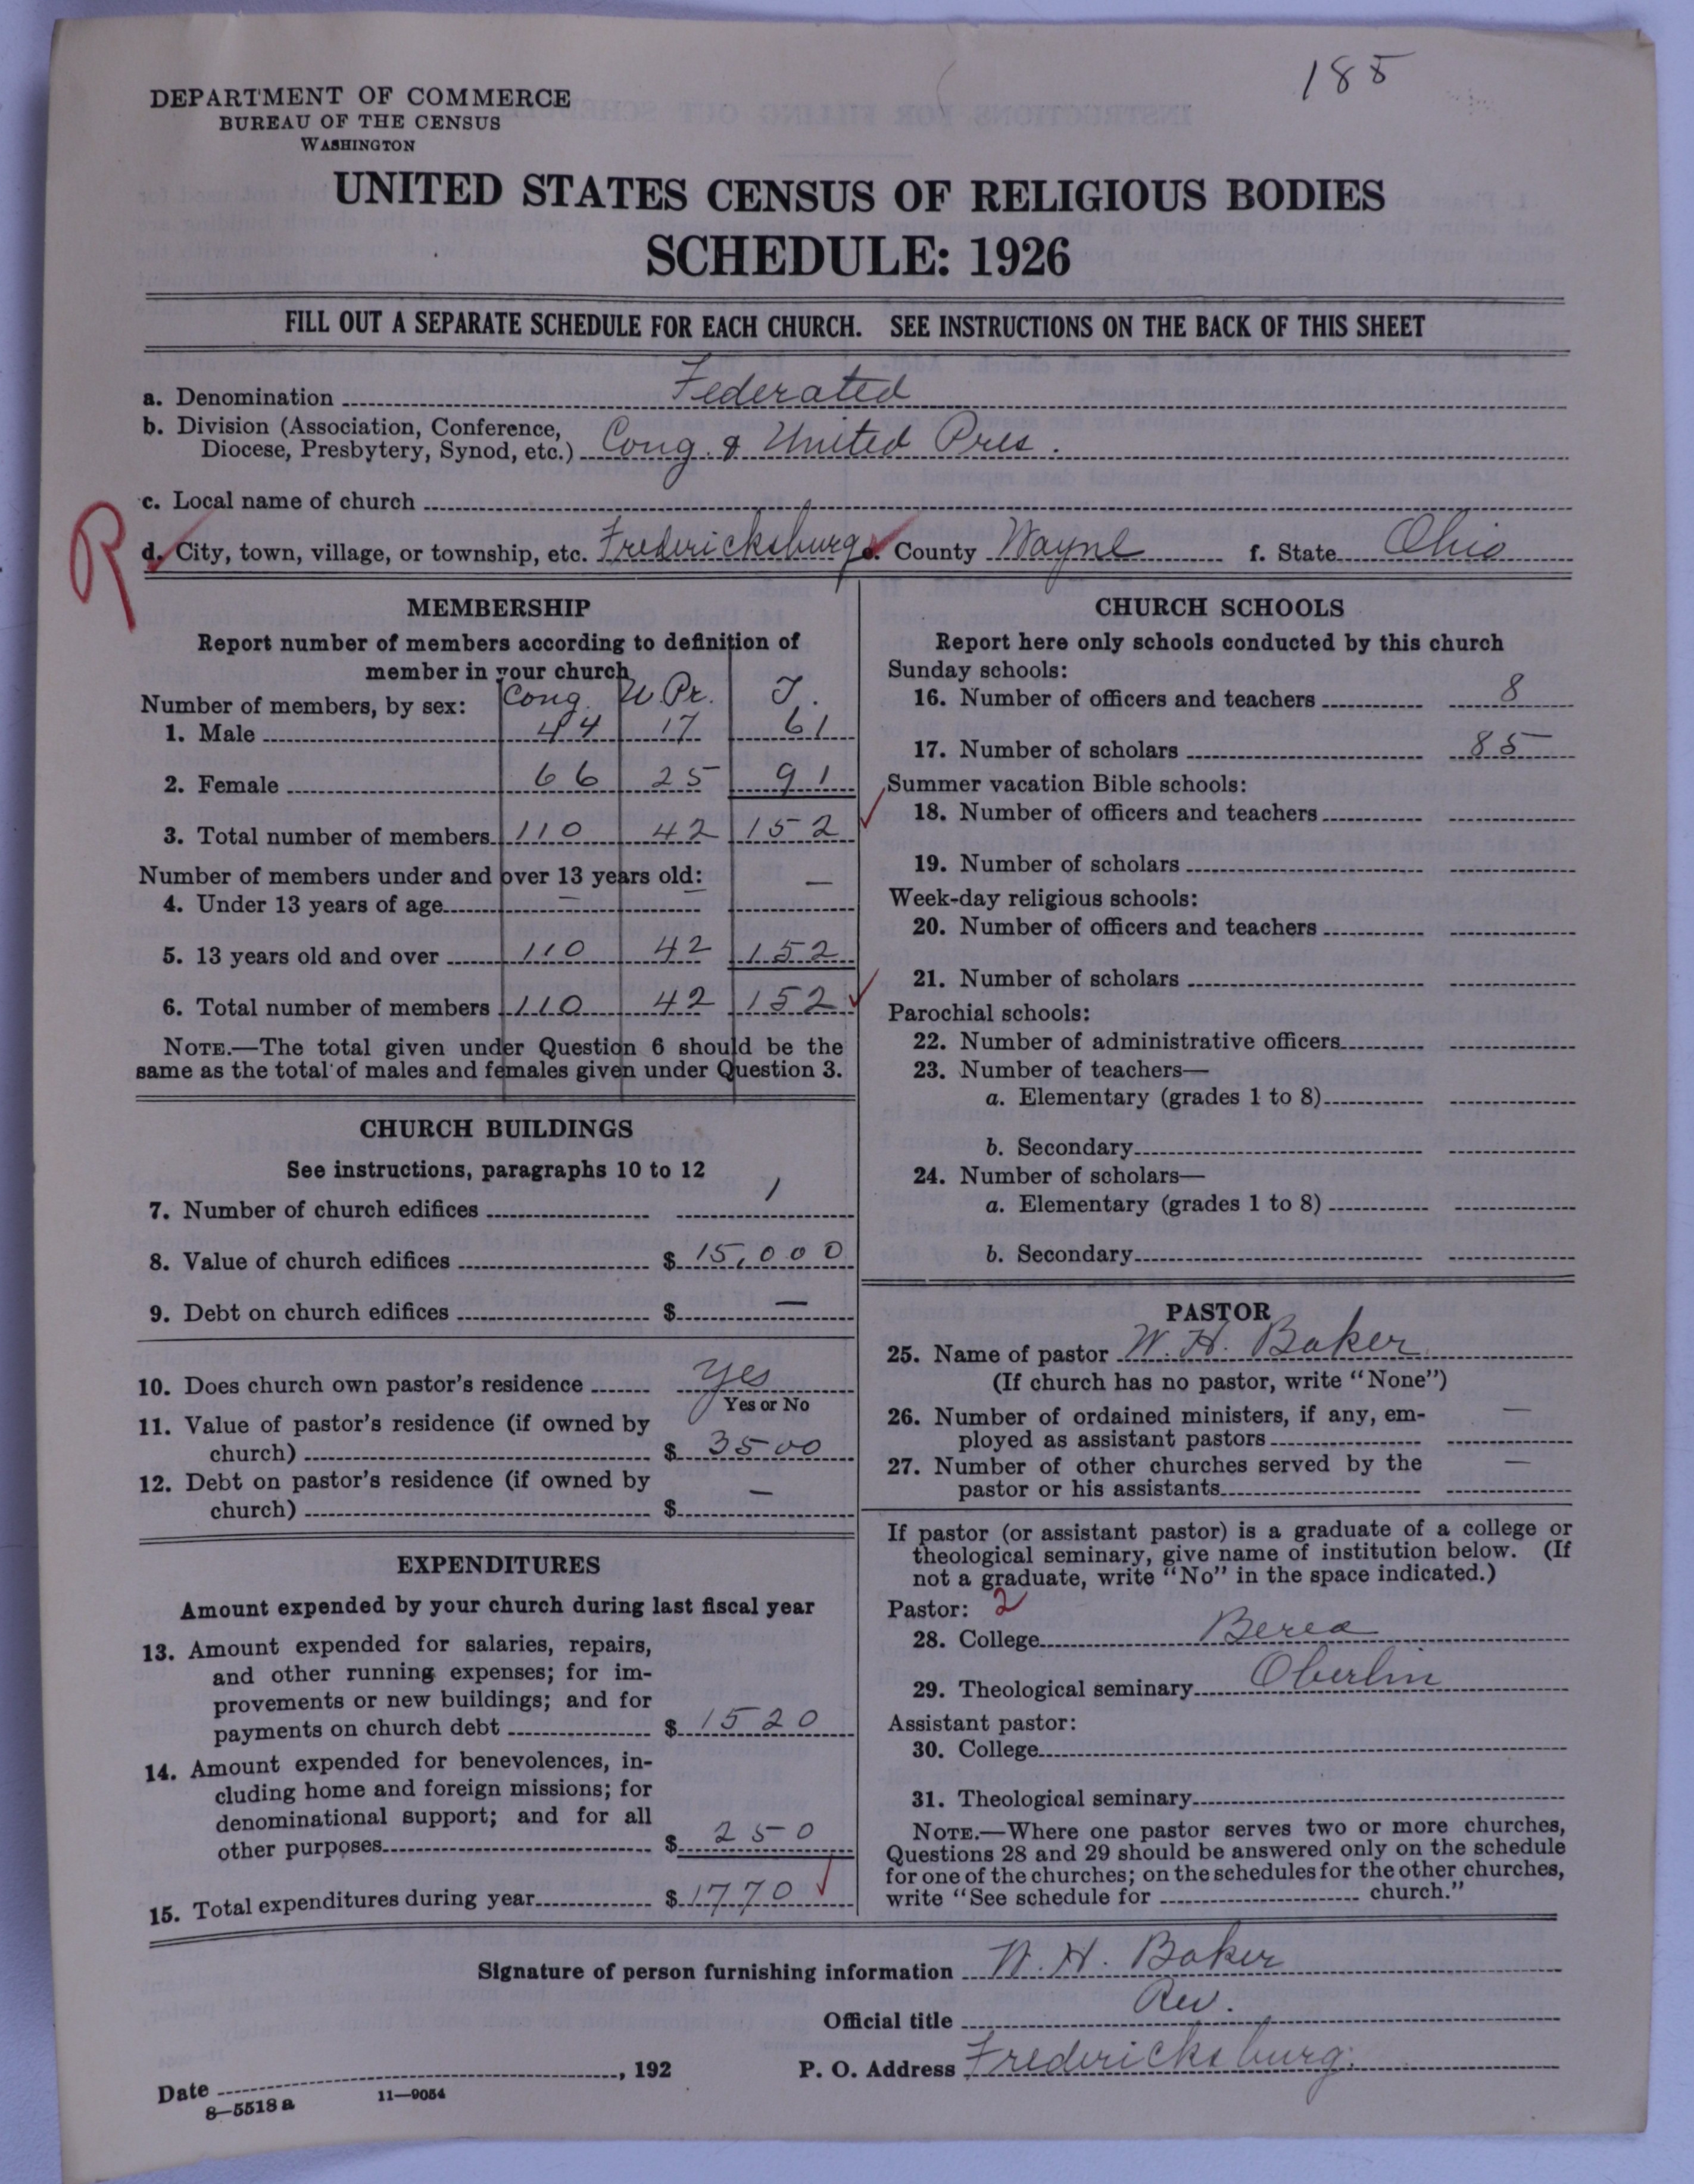 188
DEPARTMENT OF COMMERCE
BUREAU OF THE CENSUS
WASHINGTON
UNITED STATES CENSUS OF RELIGIOUS BODIES
SCHEDULE: 1926
FILL OUT A SEPARATE SCHEDULE FOR EACH CHURCH. SEE INSTRUCTIONS ON THE BACK OF THIS SHEET
a. Denomination Federated
b. Division (Association, Conference,
Diocese, Presbytery, Synod, etc.) Cong. & United Pres.
c. Local name of church
R
d. City, town, village, or township, etc. Fredericksburg e. County Wayne f. State Ohio
MEMBERSHIP
Report number of members according to definition of
member in your church
Number of members, by sex: Cong. U Pr. T.
1. Male 44 17 61
2. Female 66 25 91
3. Total number of members 110 42 152
Number of members under and over 13 years old: —
4. Under 13 years of age —
5. 13 years old and over 110 42 152
6. Total number of members 110 42 152
NOTE.—The total given under Question 6 should be the
same as the total of males and females given under Question 3.
CHURCH BUILDINGS
See instructions, paragraphs 10 to 12
7. Number of church edifices 1
8. Value of church edifices $ 15,000
9. Debt on church edifices $ —
10. Does church own pastor's residence yes
Yes or No
11. Value of pastor's residence (if owned by
church) $ 3500
12. Debt on pastor's residence (if owned by
church) $ —
EXPENDITURES
Amount expended by your church during last fiscal year
13. Amount expended for salaries, repairs,
and other running expenses; for im-
provements or new buildings; and for
payments on church debt $ 1520
14. Amount expended for benevolences, in-
cluding home and foreign missions; for
denominational support; and for all
other purposes $ 250
15. Total expenditures during year $ 1770
CHURCH SCHOOLS
Report here only schools conducted by this church
Sunday schools:
16. Number of officers and teachers 8
17. Number of scholars 85
Summer vacation Bible schools:
18. Number of officers and teachers
19. Number of scholars
Week-day religious schools:
20. Number of officers and teachers
21. Number of scholars
Parochial schools:
22. Number of administrative officers
23. Number of teachers—
a. Elementary (grades 1 to 8)
b. Secondary
24. Number of scholars—
a. Elementary (grades 1 to 8)
b. Secondary
PASTOR
25. Name of pastor W. H. Baker
(If church has no pastor, write "None")
26. Number of ordained ministers, if any, em-
ployed as assistant pastors —
27. Number of other churches served by the
pastor or his assistants —
If pastor (or assistant pastor) is a graduate of a college or
theological seminary, give name of institution below. (If
not a graduate, write "No" in the space indicated.)
Pastor: 2
28. College Berea
29. Theological seminary Oberlin
Assistant pastor:
30. College
31. Theological seminary
NOTE.—Where one pastor serves two or more churches,
Questions 28 and 29 should be answered only on the schedule
for one of the churches; on the schedules for the other churches,
write "See schedule for church."
Signature of person furnishing information W. H. Baker
Official title Rev.
Date , 192 P. O. Address Fredericksburg.
8—5518 a 11—9054